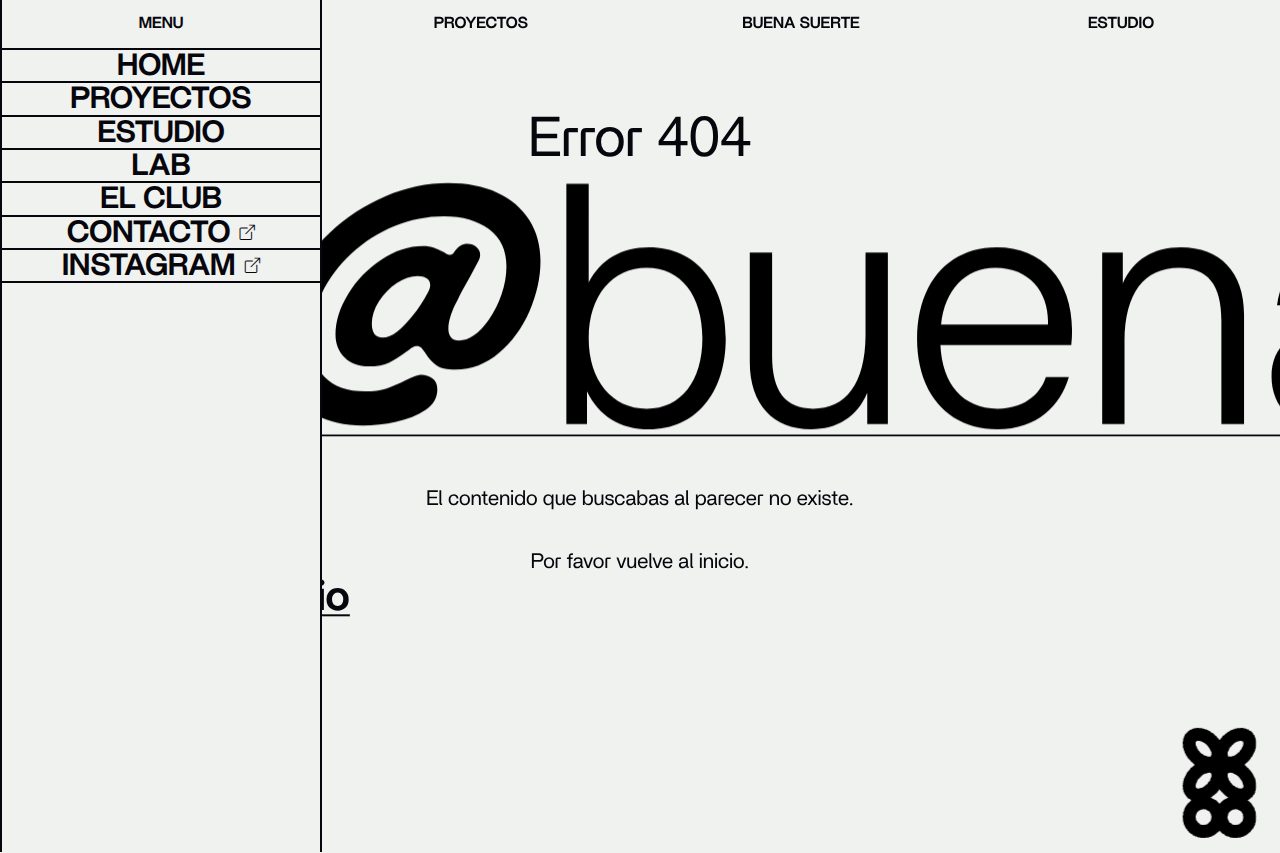 MENU
PROYECTOS
BUENA SUERTE
ESTUDIO
HOME
PROYECTOS
ESTUDIO
LAB
EL CLUB
CONTACTO
INSTAGRAM
Error 404
@buena
El contenido que buscabas al parecer no existe.
Por favor vuelve al inicio.
io